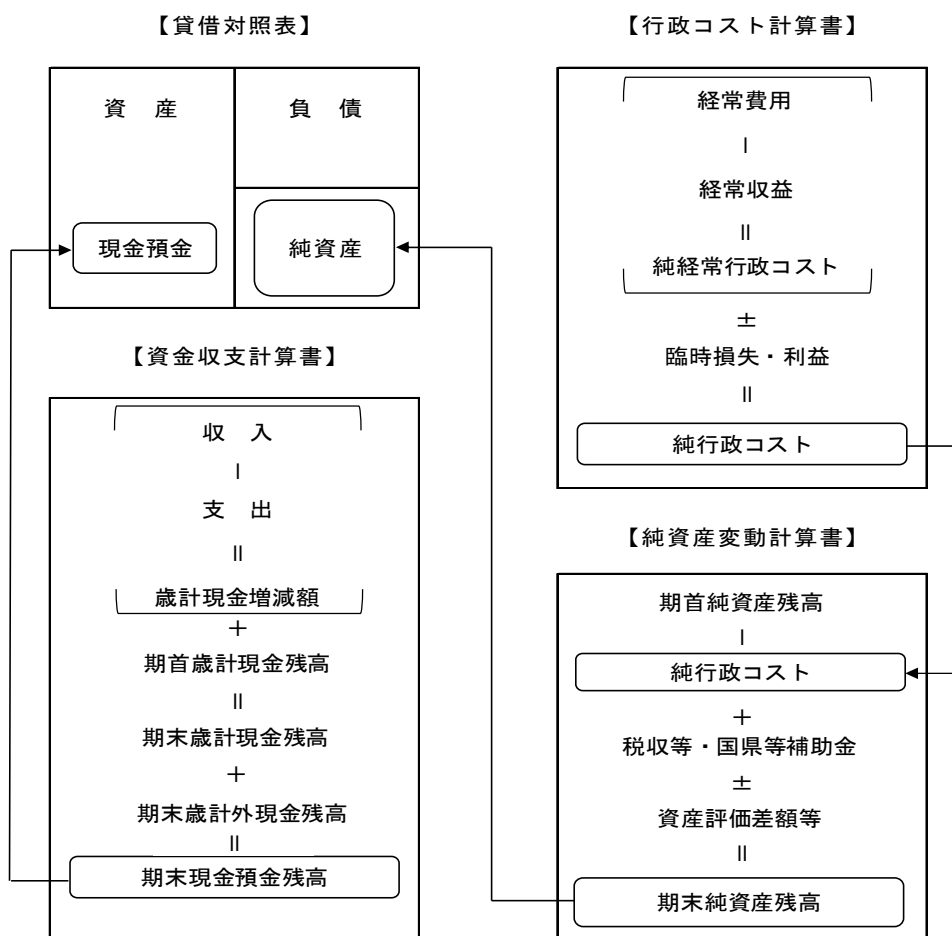 【貸借対照表】
資 産
負 債
現金預金
純資産
【資金収支計算書】
収 入
－
支 出
＝
歳計現金増減額
＋
期首歳計現金残高
＝
期末歳計現金残高
＋
期末歳計外現金残高
＝
期末現金預金残高
【行政コスト計算書】
経常費用
－
経常収益
＝
純経常行政コスト
±
臨時損失・利益
＝
純行政コスト
【純資産変動計算書】
期首純資産残高
－
純行政コスト
＋
税収等・国県等補助金
±
資産評価差額等
＝
期末純資産残高